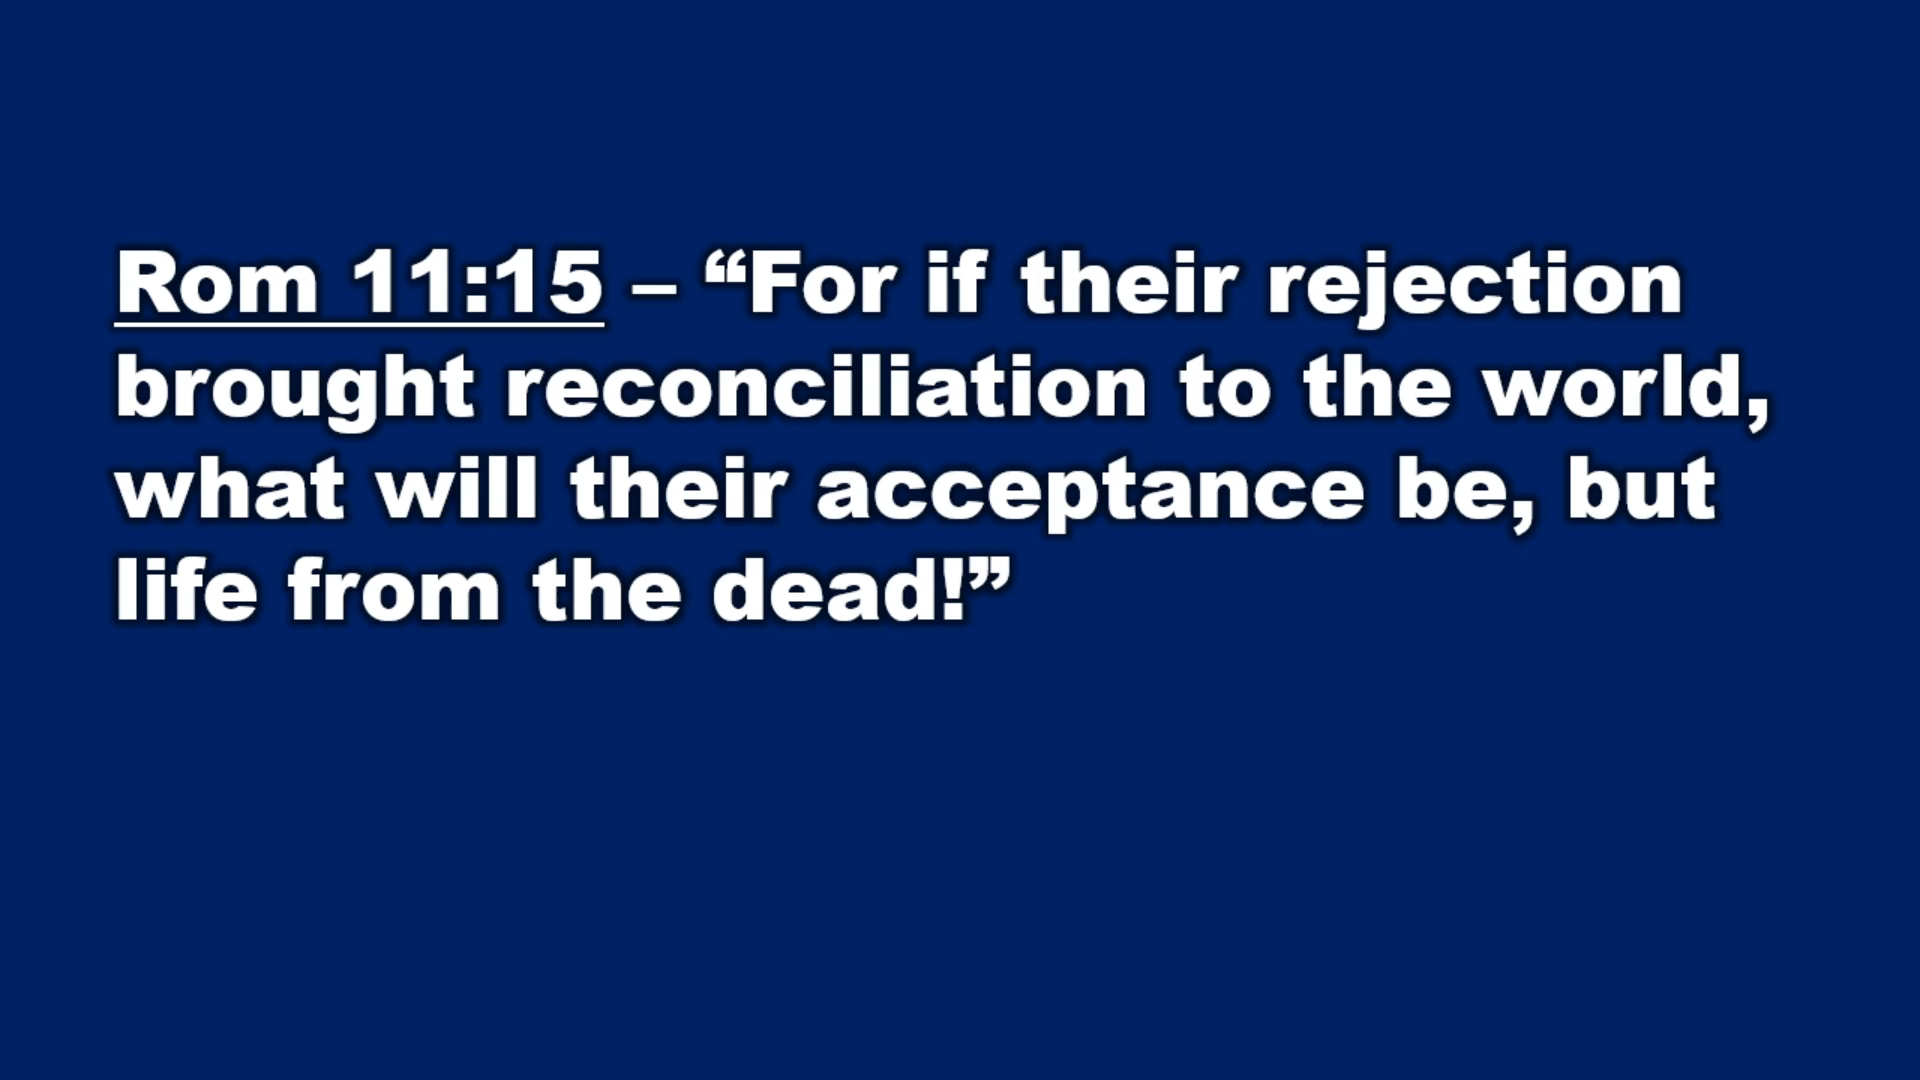 Rom 11:15 – “For if their rejection
brought reconciliation to the world,
what will their acceptance be, but
life from the dead!”